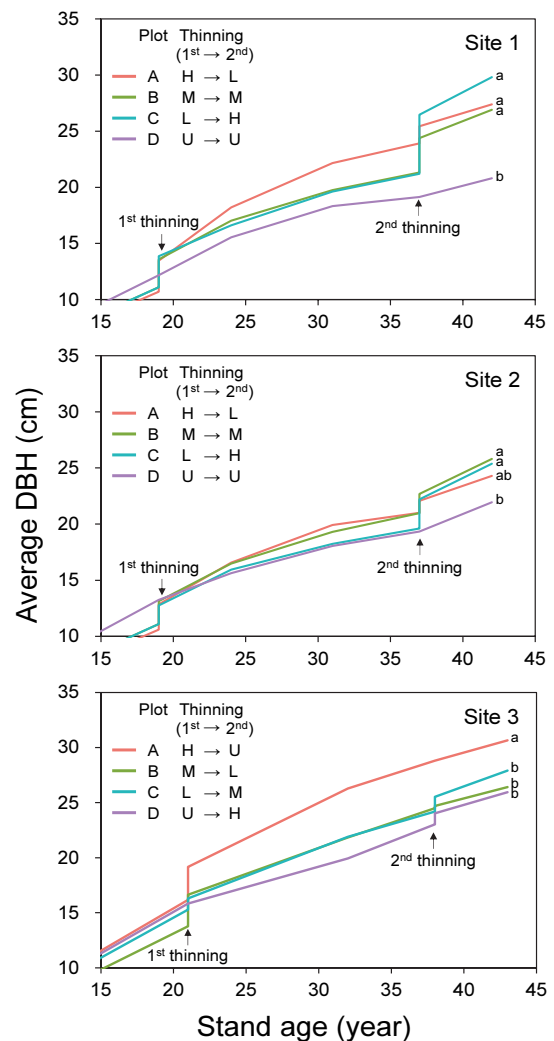 Average DBH (cm)
Site 1
Plot Thinning
(1st → 2nd)
A H → L
B M → M
C L → H
D U → U
1st thinning
2nd thinning
a
a
a
b
35
30
25
20
15
10
15 20 25 30 35 40 45
Site 2
Plot Thinning
(1st → 2nd)
A H → L
B M → M
C L → H
D U → U
1st thinning
2nd thinning
a
a
ab
b
35
30
25
20
15
10
15 20 25 30 35 40 45
Site 3
Plot Thinning
(1st → 2nd)
A H → U
B M → L
C L → M
D U → H
1st thinning
2nd thinning
a
b
b
b
35
30
25
20
15
10
15 20 25 30 35 40 45
Stand age (year)